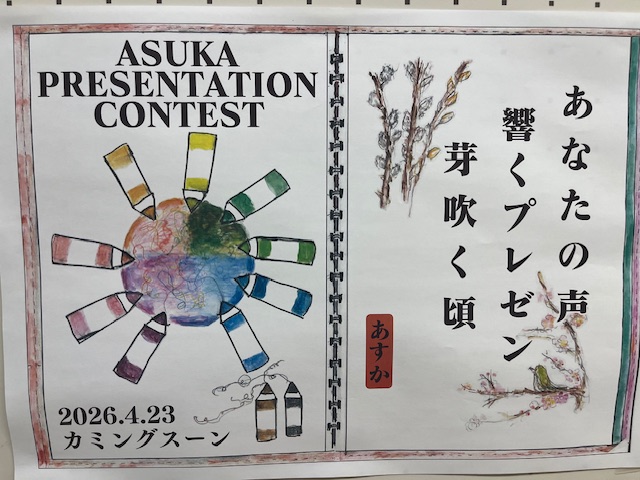 ASUKA
PRESENTATION
CONTEST
2026.4.23
カミングスーン
あなたの声
響くプレゼン
芽吹く頃
あすか